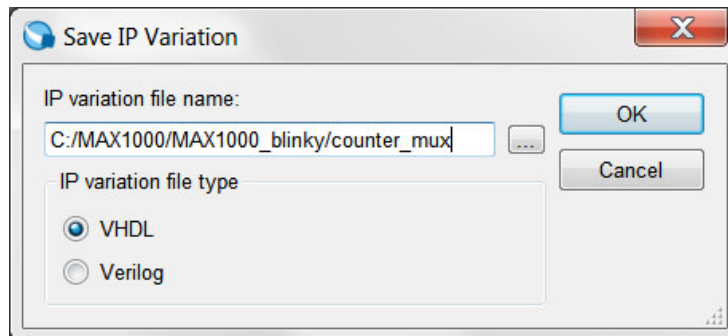 Save IP Variation
X
IP variation file name:
C:/MAX1000/MAX1000_blinky/counter_mux
...
OK
Cancel
IP variation file type
VHDL
Verilog